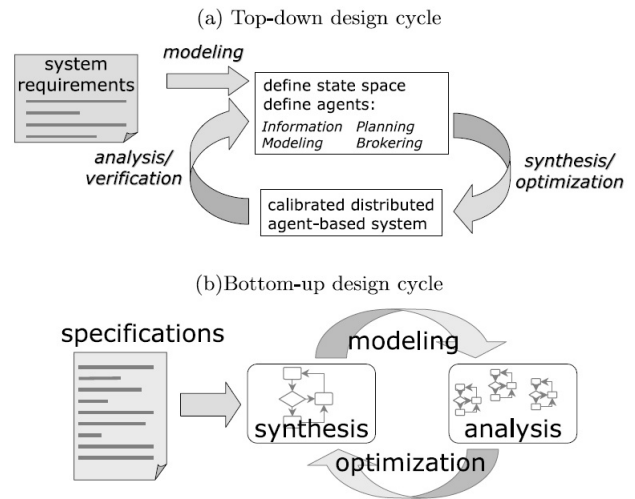 (a) Top-down design cycle
modeling
system
requirements
define state space
define agents:
Information Planning
Modeling Brokering
analysis/
verification
synthesis/
optimization
calibrated distributed
agent-based system
(b)Bottom-up design cycle
specifications
modeling
synthesis
analysis
optimization